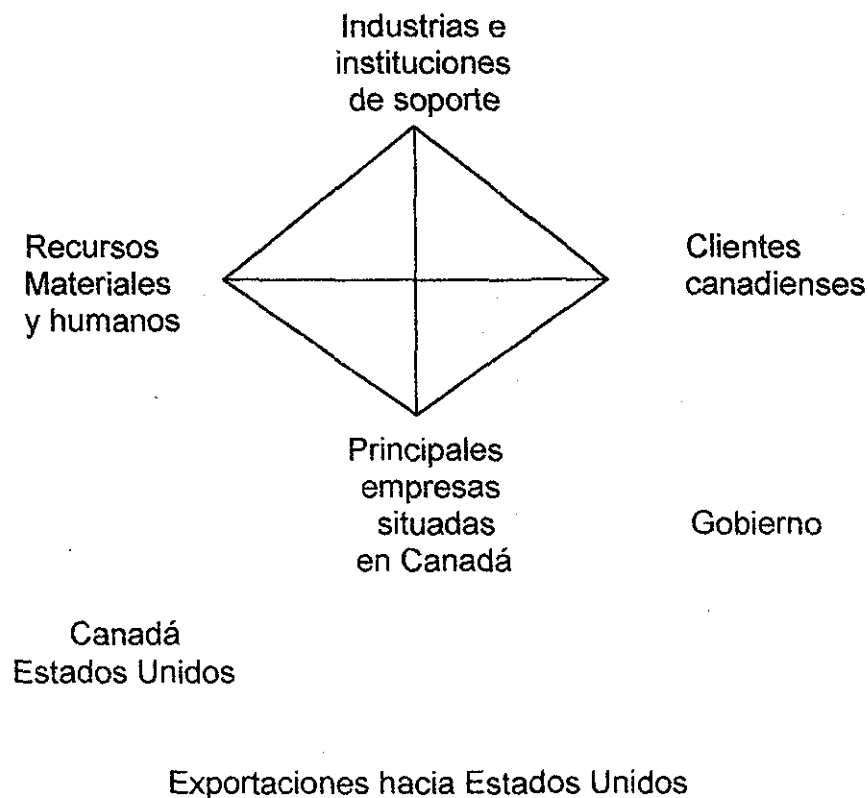 Industrias e
instituciones
de soporte
Recursos
Materiales
y humanos
Clientes
canadienses
Principales
empresas
situadas
en Canadá
Gobierno
Canadá
Estados Unidos
Exportaciones hacia Estados Unidos